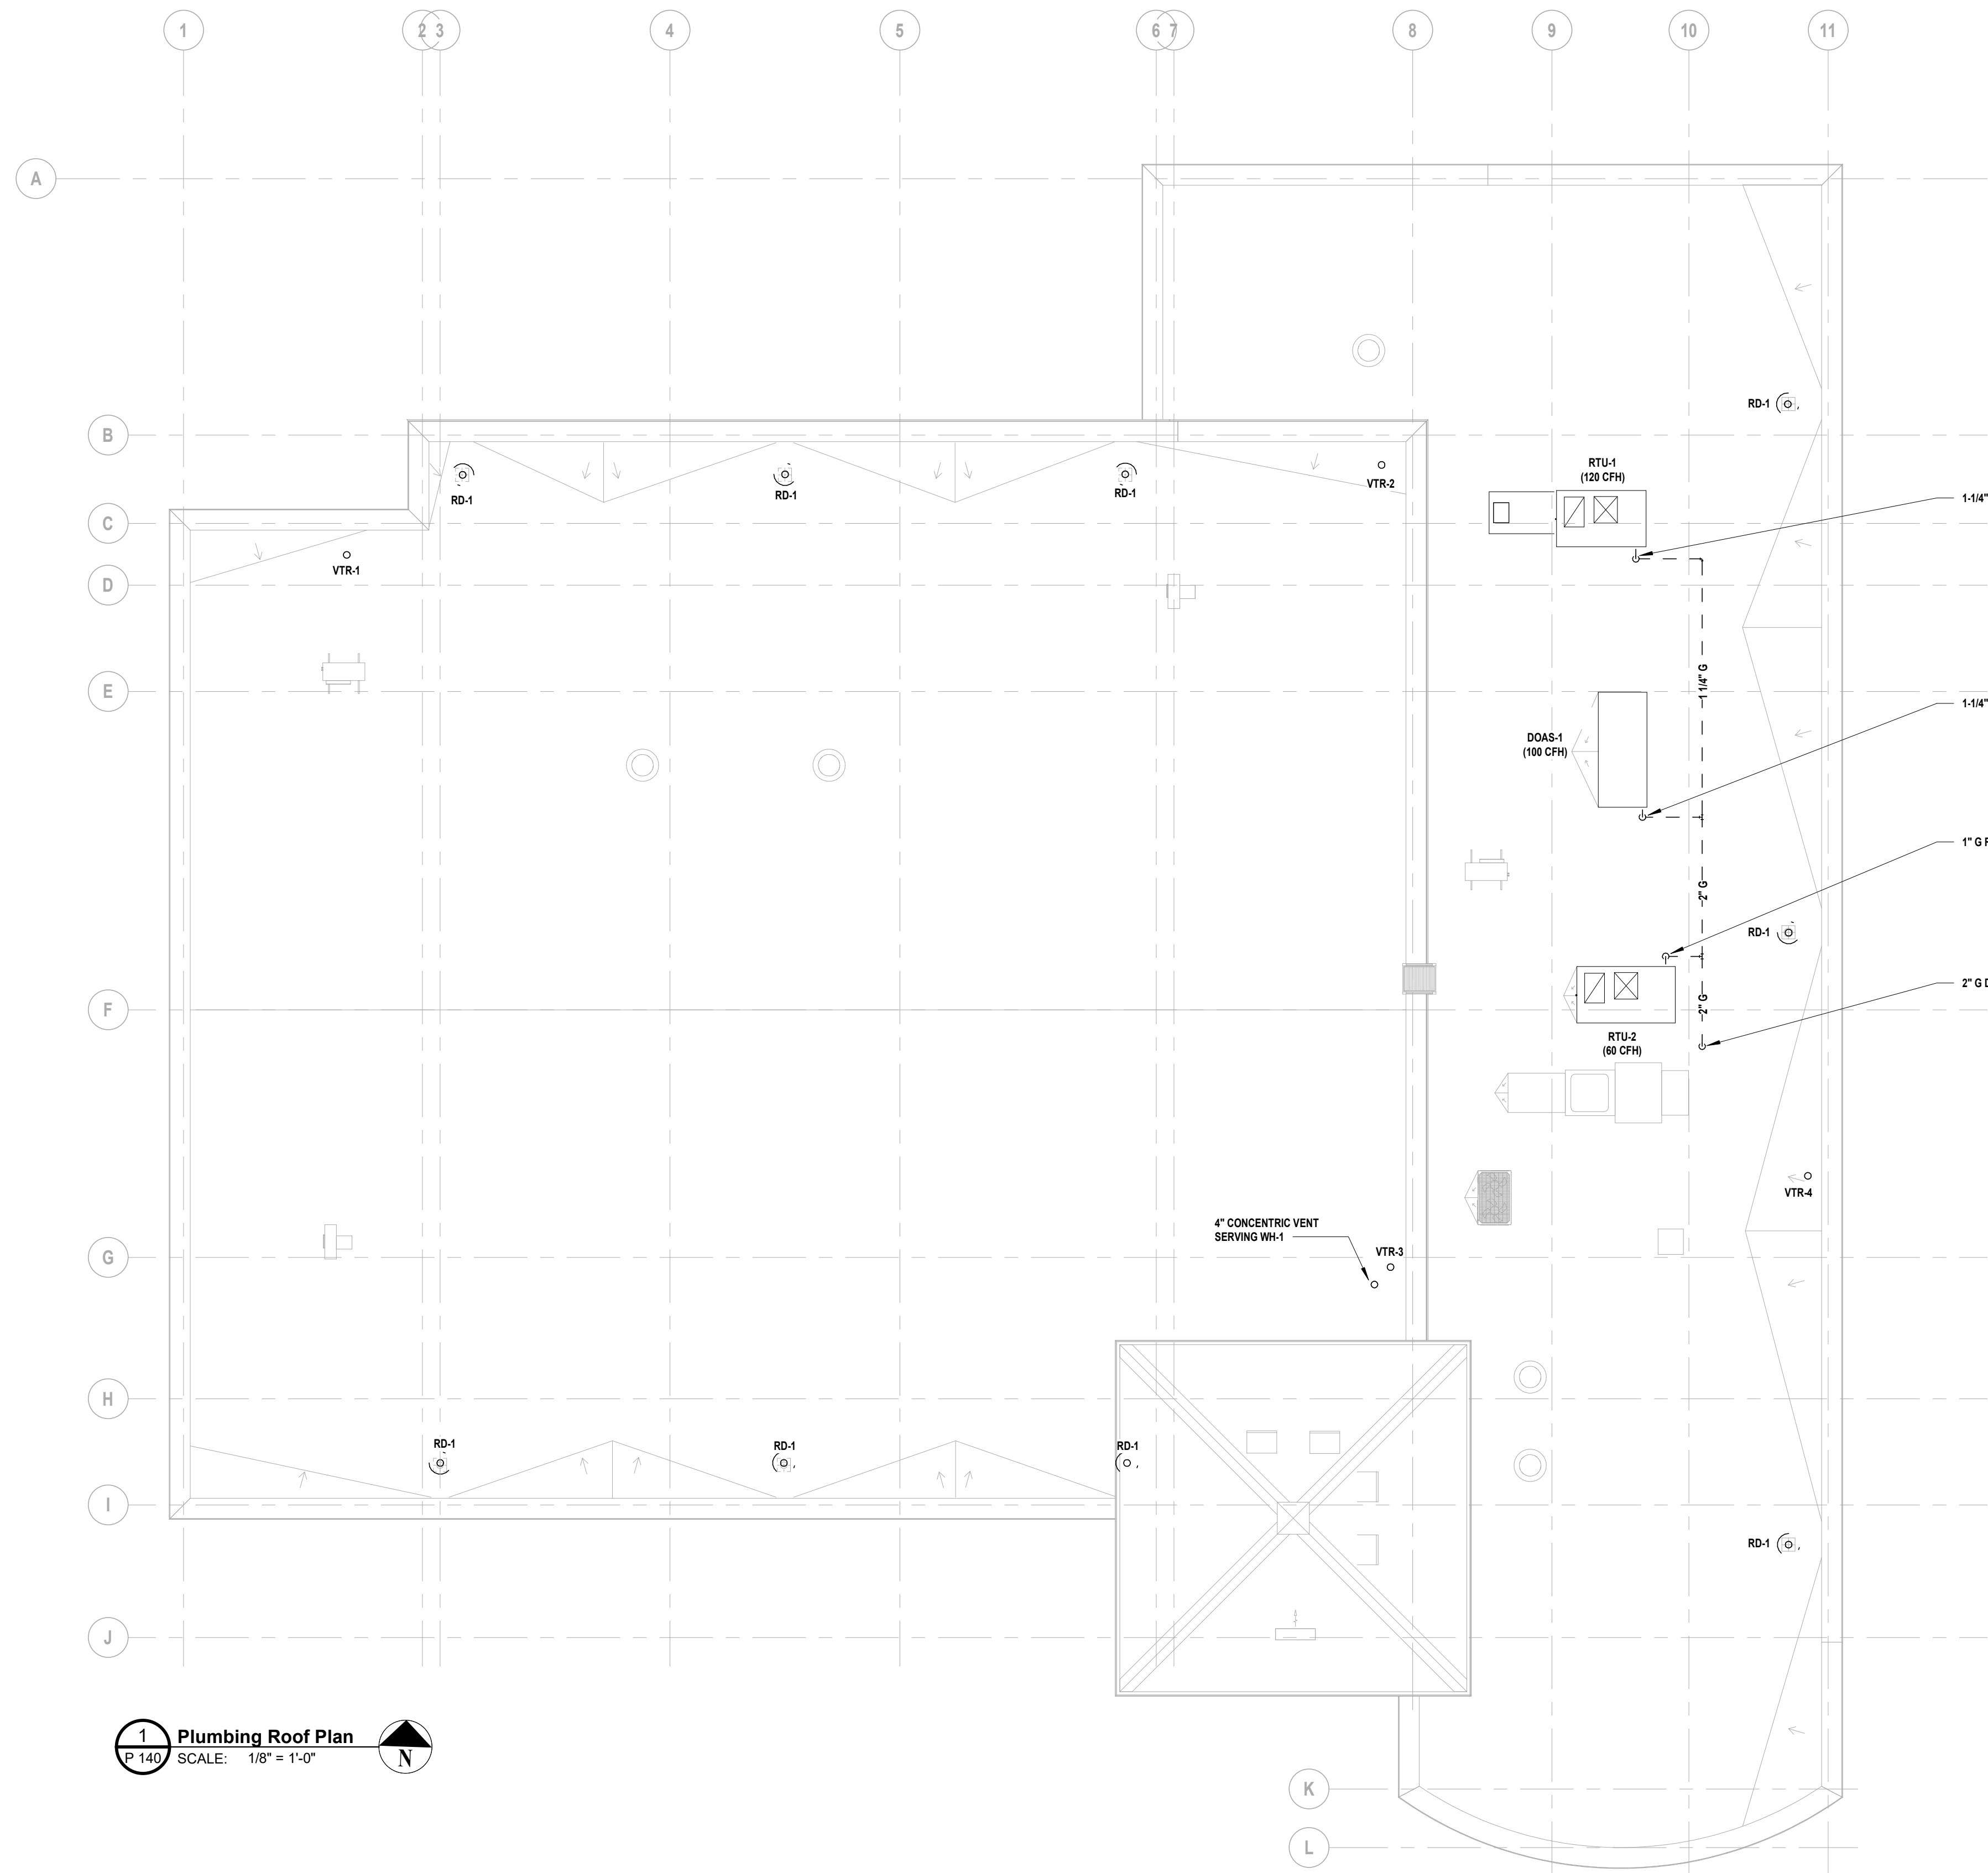 1
2
3
4
5
6
7
8
9
10
11
A
B
RD-1
RTU-1
(120 CFH)
RD-1
RD-1
RD-1
VTR-2
1-1/4"
C
VTR-1
D
E
1 1/4" G
1-1/4"
DOAS-1
(100 CFH)
1" G
2" G
RD-1
2" G
F
2" G
RTU-2
(60 CFH)
VTR-4
4" CONCENTRIC VENT
SERVING WH-1
VTR-3
G
H
RD-1
RD-1
RD-1
I
RD-1
J
1
P 140
Plumbing Roof Plan
SCALE: 1/8" = 1'-0"
N
K
L